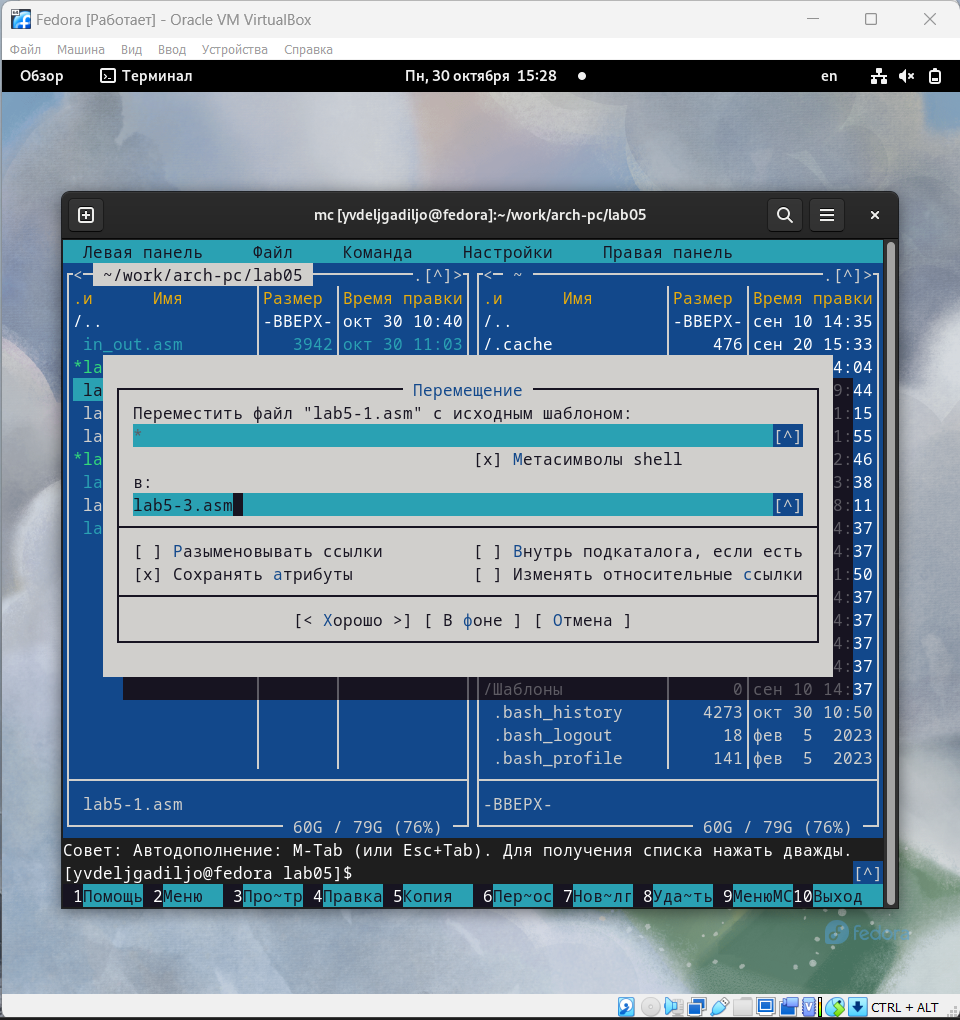 Fedora [Работает] - Oracle VM VirtualBox
Файл Машина Вид Ввод Устройства Справка
Обзор Терминал Пн, 30 октября 15:28 en
mc [yvdeljgadiljo@fedora]:~/work/arch-pc/lab05
Левая панель Файл Команда Настройки Правая панель
<─ ~/work/arch-pc/lab05 .[^]> <─ ~ .[^]>
.и Имя Размер Время правки .и Имя Размер Время правки
/.. -ВВЕРХ- окт 30 10:40 /.. -ВВЕРХ- сен 10 14:35
in_out.asm 3942 окт 30 11:03 /.cache 476 сен 20 15:33
*la 4:04
la Перемещение 9:44
la Переместить файл "lab5-1.asm" с исходным шаблоном: 1:15
la * [^] 1:55
*la [x] Метасимволы shell 2:46
la в: 3:38
la lab5-3.asm [^] 8:11
la 4:37
[ ] Разыменовывать ссылки [ ] Внутрь подкаталога, если есть 4:37
[x] Сохранять атрибуты [ ] Изменять относительные ссылки 1:50
4:37
[< Хорошо >] [ В фоне ] [ Отмена ] 4:37
4:37
4:37
/Шаблоны 0 сен 10 14:37
.bash_history 4273 окт 30 10:50
.bash_logout 18 фев 5 2023
.bash_profile 141 фев 5 2023
lab5-1.asm -ВВЕРХ-
60G / 79G (76%) 60G / 79G (76%)
Совет: Автодополнение: M-Tab (или Esc+Tab). Для получения списка нажать дважды.
[yvdeljgadiljo@fedora lab05]$ [^]
1Помощь 2Меню 3Про~тр 4Правка 5Копия 6Пер~ос 7Нов~лг 8Уда~ть 9МенюMC 10Выход
fedora
CTRL + ALT